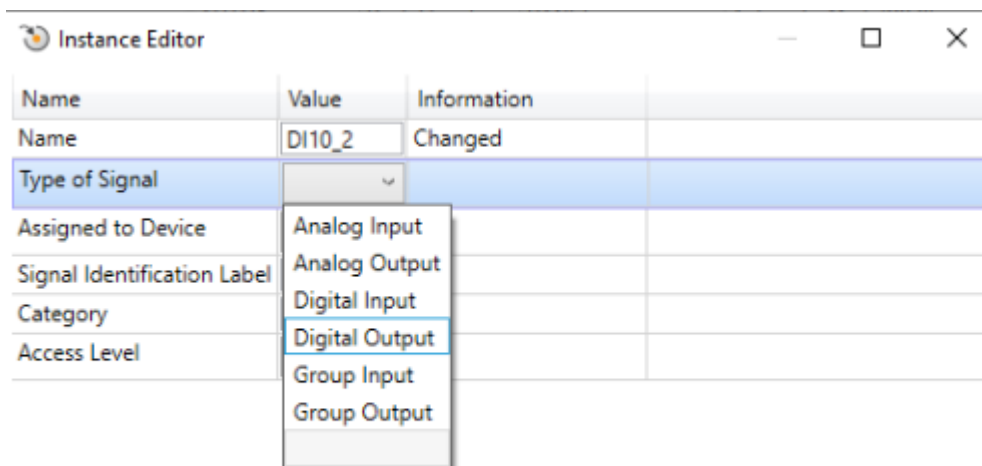 Instance Editor
Name Value Information
Name DI10_2 Changed
Type of Signal
Assigned to Device
Signal Identification Label
Category
Access Level
Analog Input
Analog Output
Digital Input
Digital Output
Group Input
Group Output